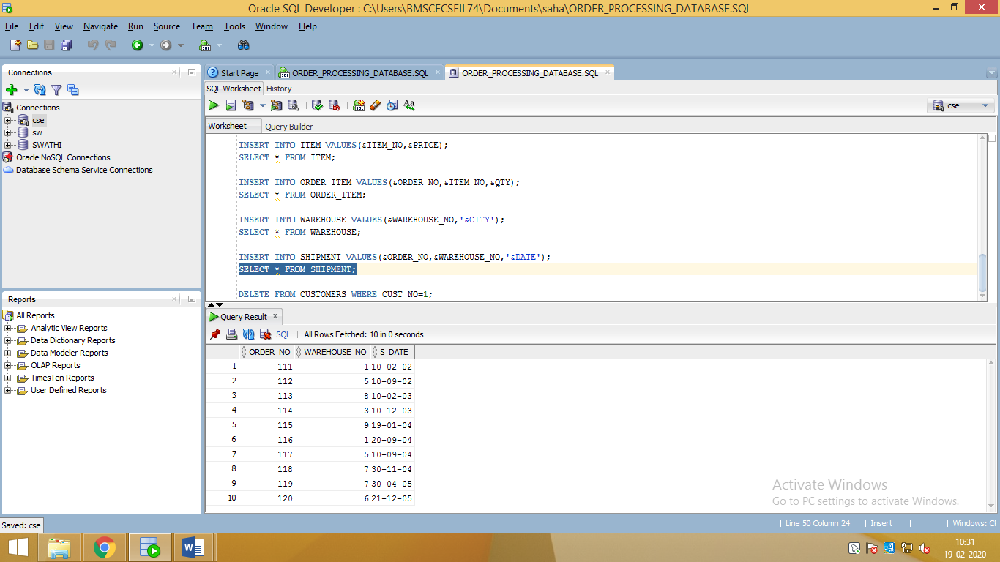 Oracle SQL Developer : C:\Users\BMSCECSEIL74\Documents\saha\ORDER_PROCESSING_DATABASE.SQL
File Edit View Navigate Run Source Team Tools Window Help
Connections
Connections
cse
sw
SWATHI
Oracle NoSQL Connections
Database Schema Service Connections
Reports
All Reports
Analytic View Reports
Data Dictionary Reports
Data Modeler Reports
OLAP Reports
TimesTen Reports
User Defined Reports
Start Page ORDER_PROCESSING_DATABASE.SQL ORDER_PROCESSING_DATABASE.SQL
SQL Worksheet History
cse
Worksheet Query Builder
INSERT INTO ITEM VALUES(&ITEM_NO,&PRICE);
SELECT * FROM ITEM;
INSERT INTO ORDER_ITEM VALUES(&ORDER_NO,&ITEM_NO,&QTY);
SELECT * FROM ORDER_ITEM;
INSERT INTO WAREHOUSE VALUES(&WAREHOUSE_NO,'&CITY');
SELECT * FROM WAREHOUSE;
INSERT INTO SHIPMENT VALUES(&ORDER_NO,&WAREHOUSE_NO,'&DATE');
SELECT * FROM SHIPMENT;
DELETE FROM CUSTOMERS WHERE CUST_NO=1;
Query Result
SQL | All Rows Fetched: 10 in 0 seconds
ORDER_NO WAREHOUSE_NO S_DATE
1 111 1 10-02-02
2 112 5 10-09-02
3 113 8 10-02-03
4 114 3 10-12-03
5 115 9 19-01-04
6 116 1 20-09-04
7 117 5 10-09-04
8 118 7 30-11-04
9 119 7 30-04-05
10 120 6 21-12-05
Activate Windows
Go to PC settings to activate Windows.
Saved: cse
| Line 50 Column 24 | Insert | | Windows: CF
10:31
19-02-2020